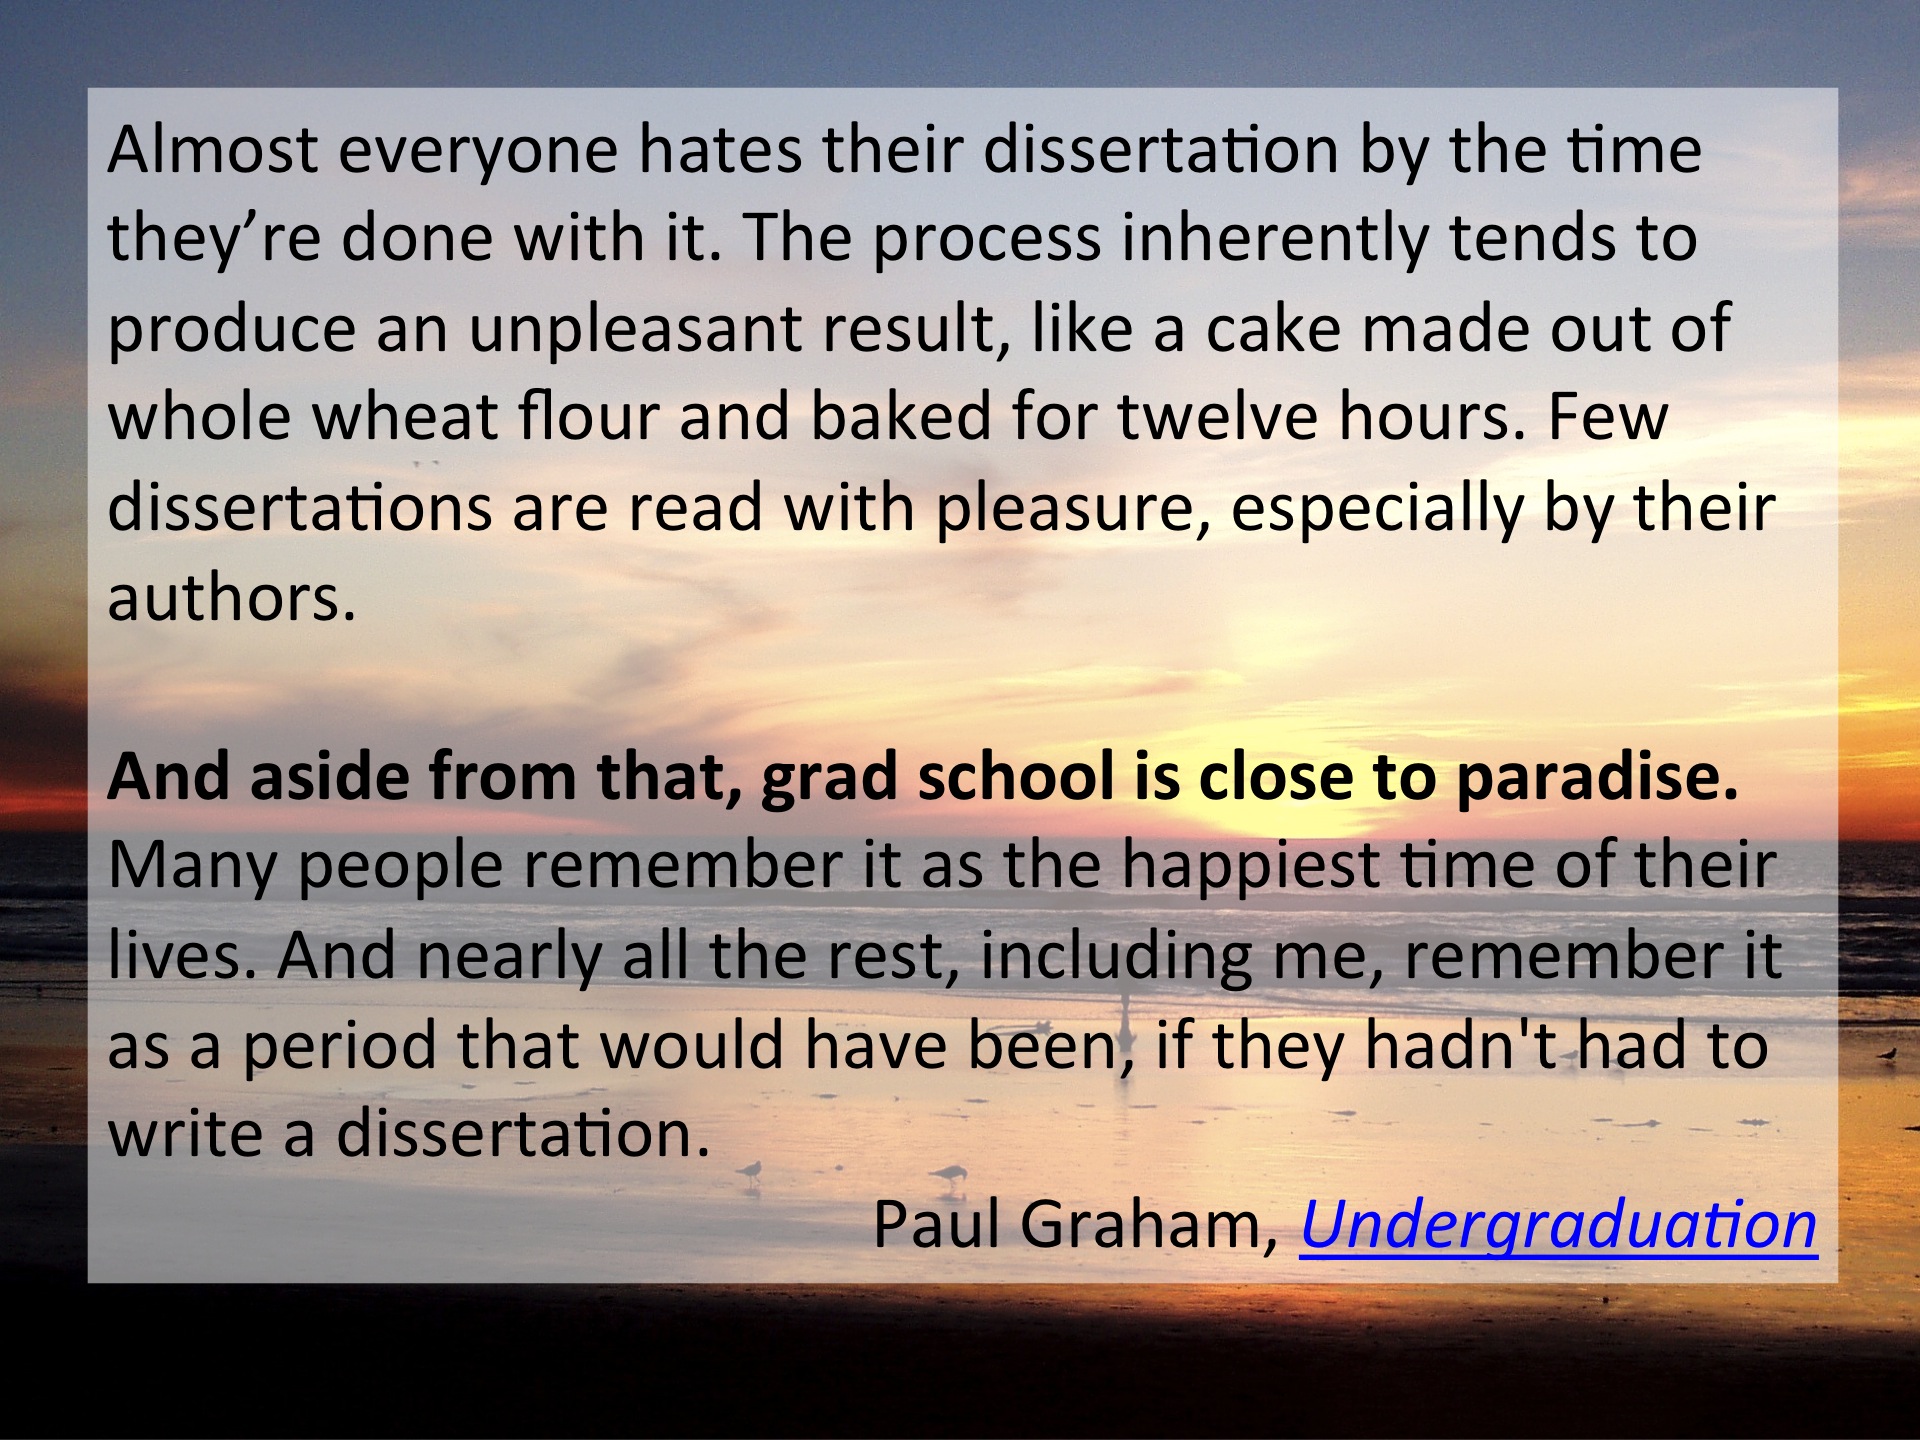 Almost everyone hates their dissertation by the time
they’re done with it. The process inherently tends to
produce an unpleasant result, like a cake made out of
whole wheat flour and baked for twelve hours. Few
dissertations are read with pleasure, especially by their
authors.
And aside from that, grad school is close to paradise.
Many people remember it as the happiest time of their
lives. And nearly all the rest, including me, remember it
as a period that would have been, if they hadn't had to
write a dissertation.
Paul Graham, Undergraduation